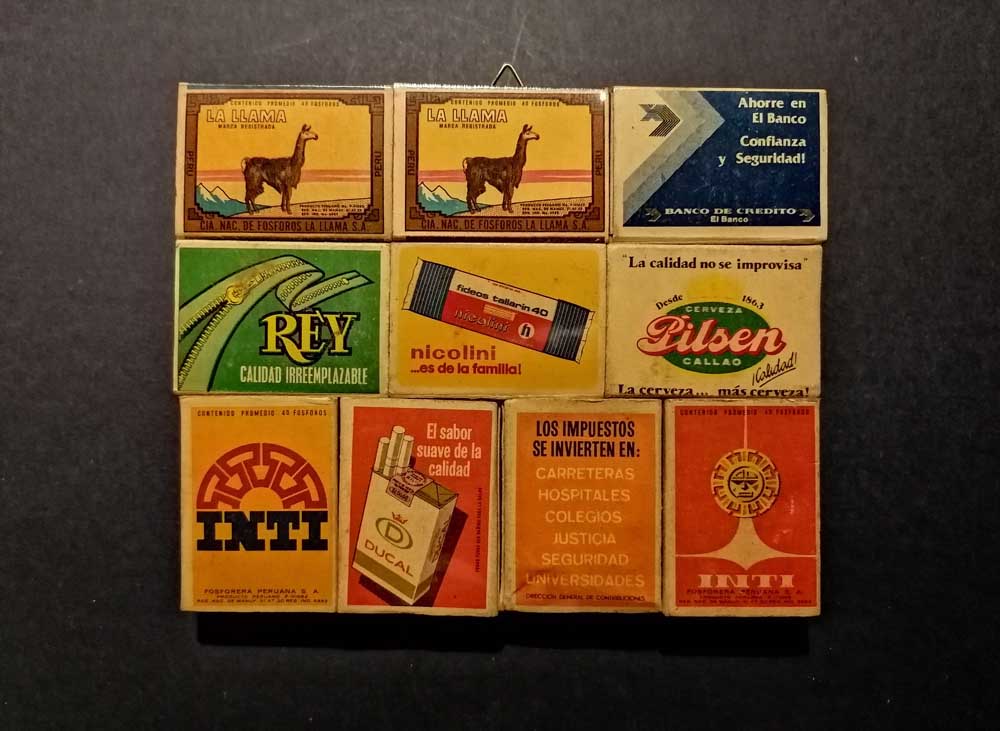 CONTENIDO PROMEDIO 40 FOSFOROS
LA LLAMA
MARCA REGISTRADA
PERU
PERU
CIA. NAC. DE FOSFOROS LA LLAMA S.A.
CONTENIDO PROMEDIO 40 FOSFOROS
LA LLAMA
MARCA REGISTRADA
PERU
PERU
CIA. NAC. DE FOSFOROS LA LLAMA S.A.
Ahorre en
El Banco
Confianza
y Seguridad!
BANCO DE CREDITO
El Banco
REY
CALIDAD IRREEMPLAZABLE
fideos tallarin 40
nicolini
n
nicolini
...es de la familia!
"La calidad no se improvisa"
Desde 1863
CERVEZA
Pilsen
CALLAO
¡Calidad!
La cerveza... más cerveza!
CONTENIDO PROMEDIO 40 FOSFOROS
INTI
FOSFORERA PERUANA S. A.
PRODUCTO PERUANO
El sabor
suave de la
calidad
D
DUCAL
LOS IMPUESTOS
SE INVIERTEN EN:
CARRETERAS
HOSPITALES
COLEGIOS
JUSTICIA
SEGURIDAD
UNIVERSIDADES
DIRECCION GENERAL DE CONTRIBUCIONES
CONTENIDO PROMEDIO 40 FOSFOROS
INTI
FOSFORERA PERUANA S. A.
PRODUCTO PERUANO